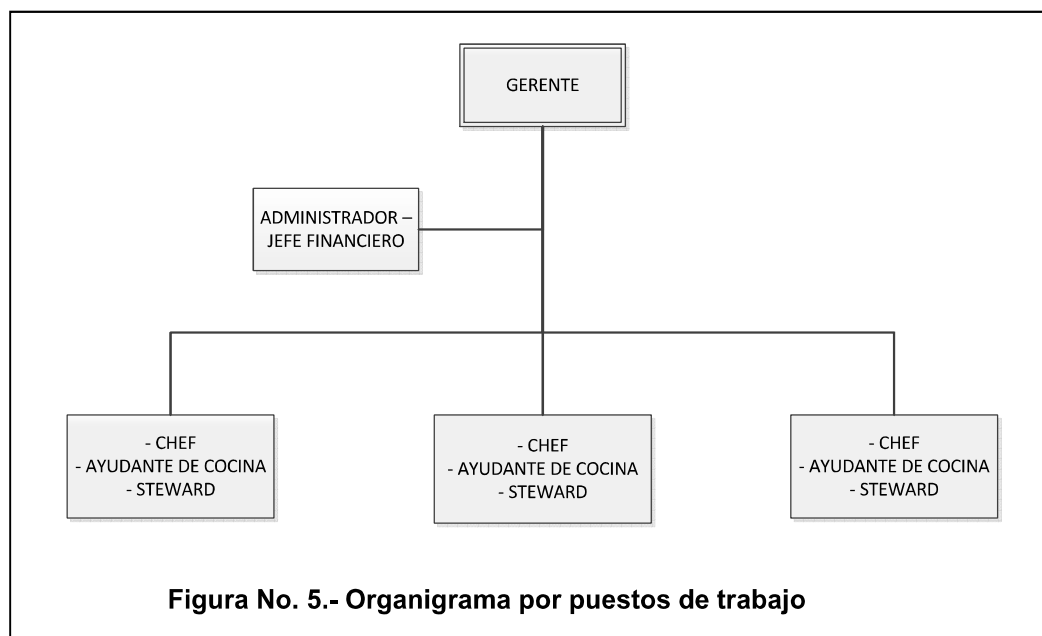 GERENTE
ADMINISTRADOR –
JEFE FINANCIERO
- CHEF
- AYUDANTE DE COCINA
- STEWARD
- CHEF
- AYUDANTE DE COCINA
- STEWARD
- CHEF
- AYUDANTE DE COCINA
- STEWARD
Figura No. 5.- Organigrama por puestos de trabajo